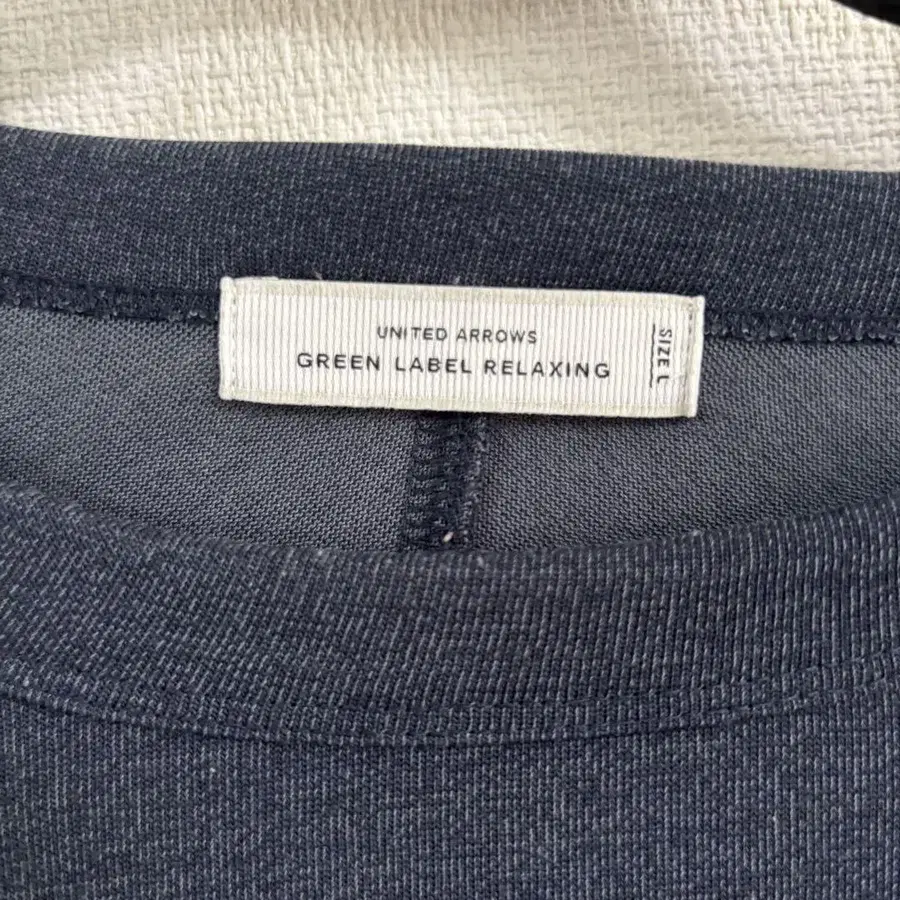 UNITED ARROWS
GREEN LABEL RELAXING
SIZE L